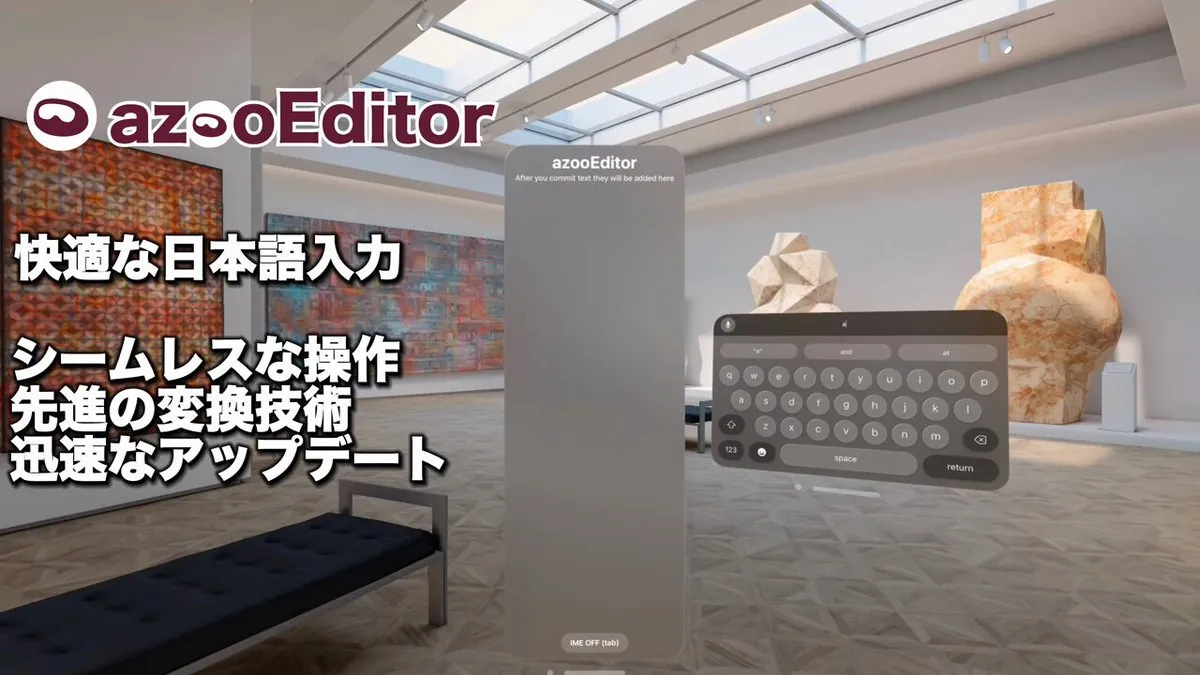 azooEditor
快適な日本語入力
シームレスな操作
先進の変換技術
迅速なアップデート
azooEditor
After you commit text they will be added here
IME OFF (tab)
a
"a" and at
q w e r t y u i o p
a s d f g h j k l
z x c v b n m
123 space return